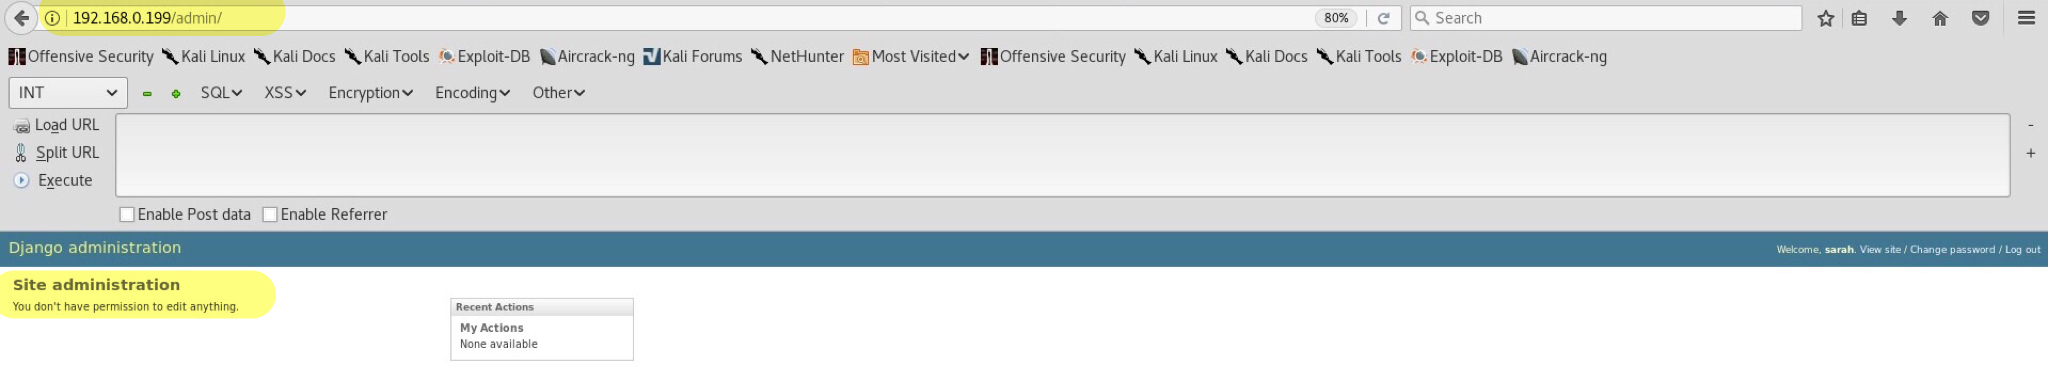 192.168.0.199/admin/ 80% Search
Offensive Security Kali Linux Kali Docs Kali Tools Exploit-DB Aircrack-ng Kali Forums NetHunter Most Visited Offensive Security Kali Linux Kali Docs Kali Tools Exploit-DB Aircrack-ng
INT SQL XSS Encryption Encoding Other
Load URL
Split URL
Execute
Enable Post data Enable Referrer
Django administration Welcome, sarah. View site / Change password / Log out
Site administration
You don't have permission to edit anything.
Recent Actions
My Actions
None available